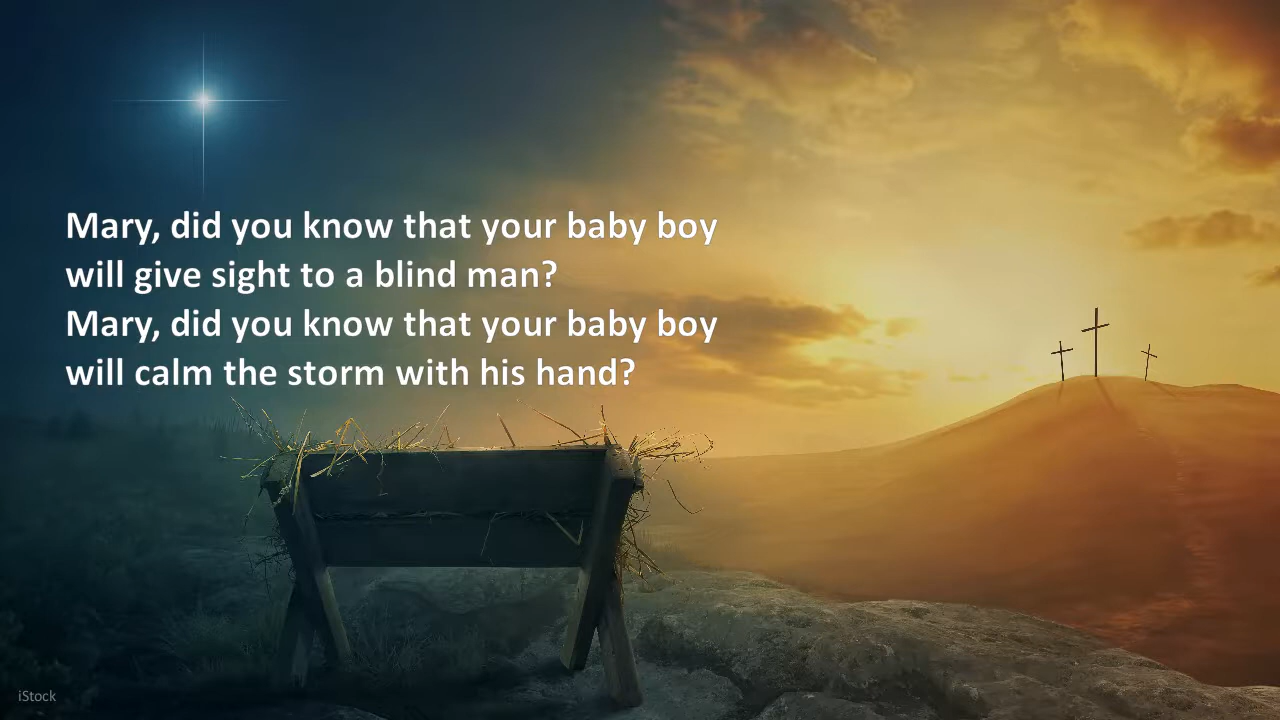 Mary, did you know that your baby boy
will give sight to a blind man?
Mary, did you know that your baby boy
will calm the storm with his hand?
iStock